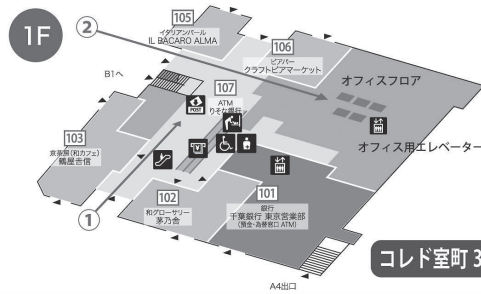 1F
②
105
イタリアンバール
IL BACARO ALMA
106
ビアバー
クラフトビアマーケット
オフィスフロア
B1へ
107
ATM
りそな銀行
POST
オフィス用エレベーター
103
京菓匠(和カフェ)
鶴屋吉信
①
102
和グローサリー
茅乃舎
101
銀行
千葉銀行 東京営業部
(預金・為替窓口 ATM)
コレド室町 3
A4出口